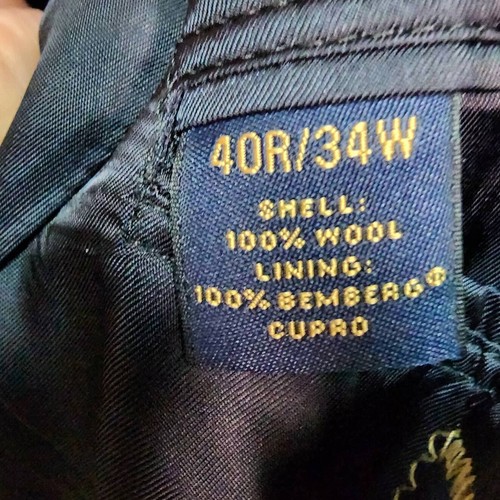 40R/34W
SHELL:
100% WOOL
LINING:
100% BEMBERG®
CUPRO